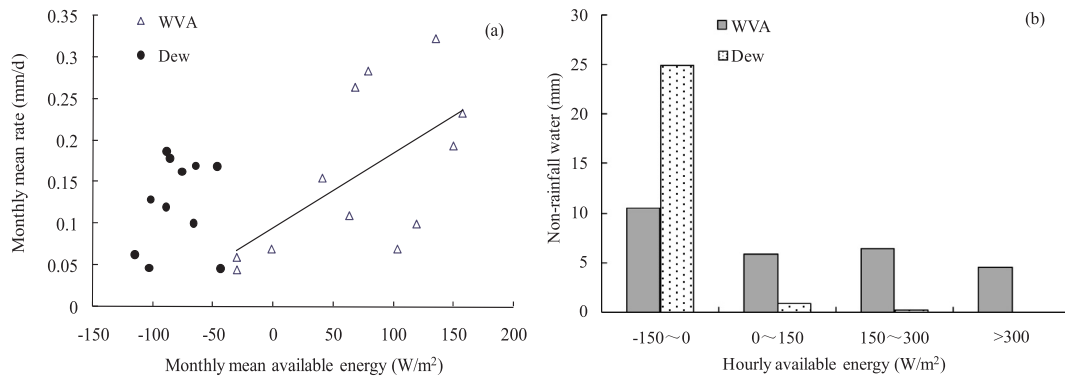 0.35
0.3
0.25
0.2
0.15
0.1
0.05
0
Monthly mean rate (mm/d)
WVA
Dew
(a)
-150 -100 -50 0 50 100 150 200
Monthly mean available energy (W/m²)
30
25
20
15
10
5
0
Non-rainfall water (mm)
WVA
Dew
(b)
-150～0 0～150 150～300 >300
Hourly available energy (W/m²)